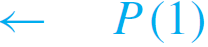 ← P(1)